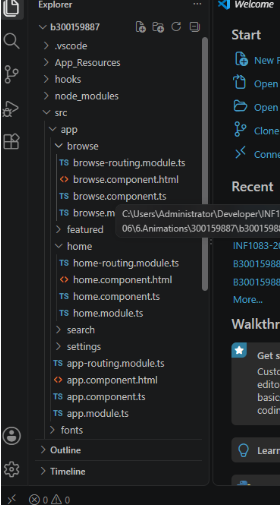 Explorer
Welcome
b300159887
.vscode
App_Resources
hooks
node_modules
src
app
browse
browse-routing.module.ts
browse.component.html
browse.component.ts
browse.m
featured
home
home-routing.module.ts
home.component.html
home.component.ts
home.module.ts
search
settings
app-routing.module.ts
app.component.html
app.component.ts
app.module.ts
fonts
Outline
Timeline
0 0
C:\Users\Administrator\Developer\INF1
06\6.Animations\300159887\b3001598
Start
New F
Open
Open
Clone
Conne
Recent
INF1083-20
B30015988
B30015988
More...
Walkthr
Get s
Custo
edito
basic
codin
Learn